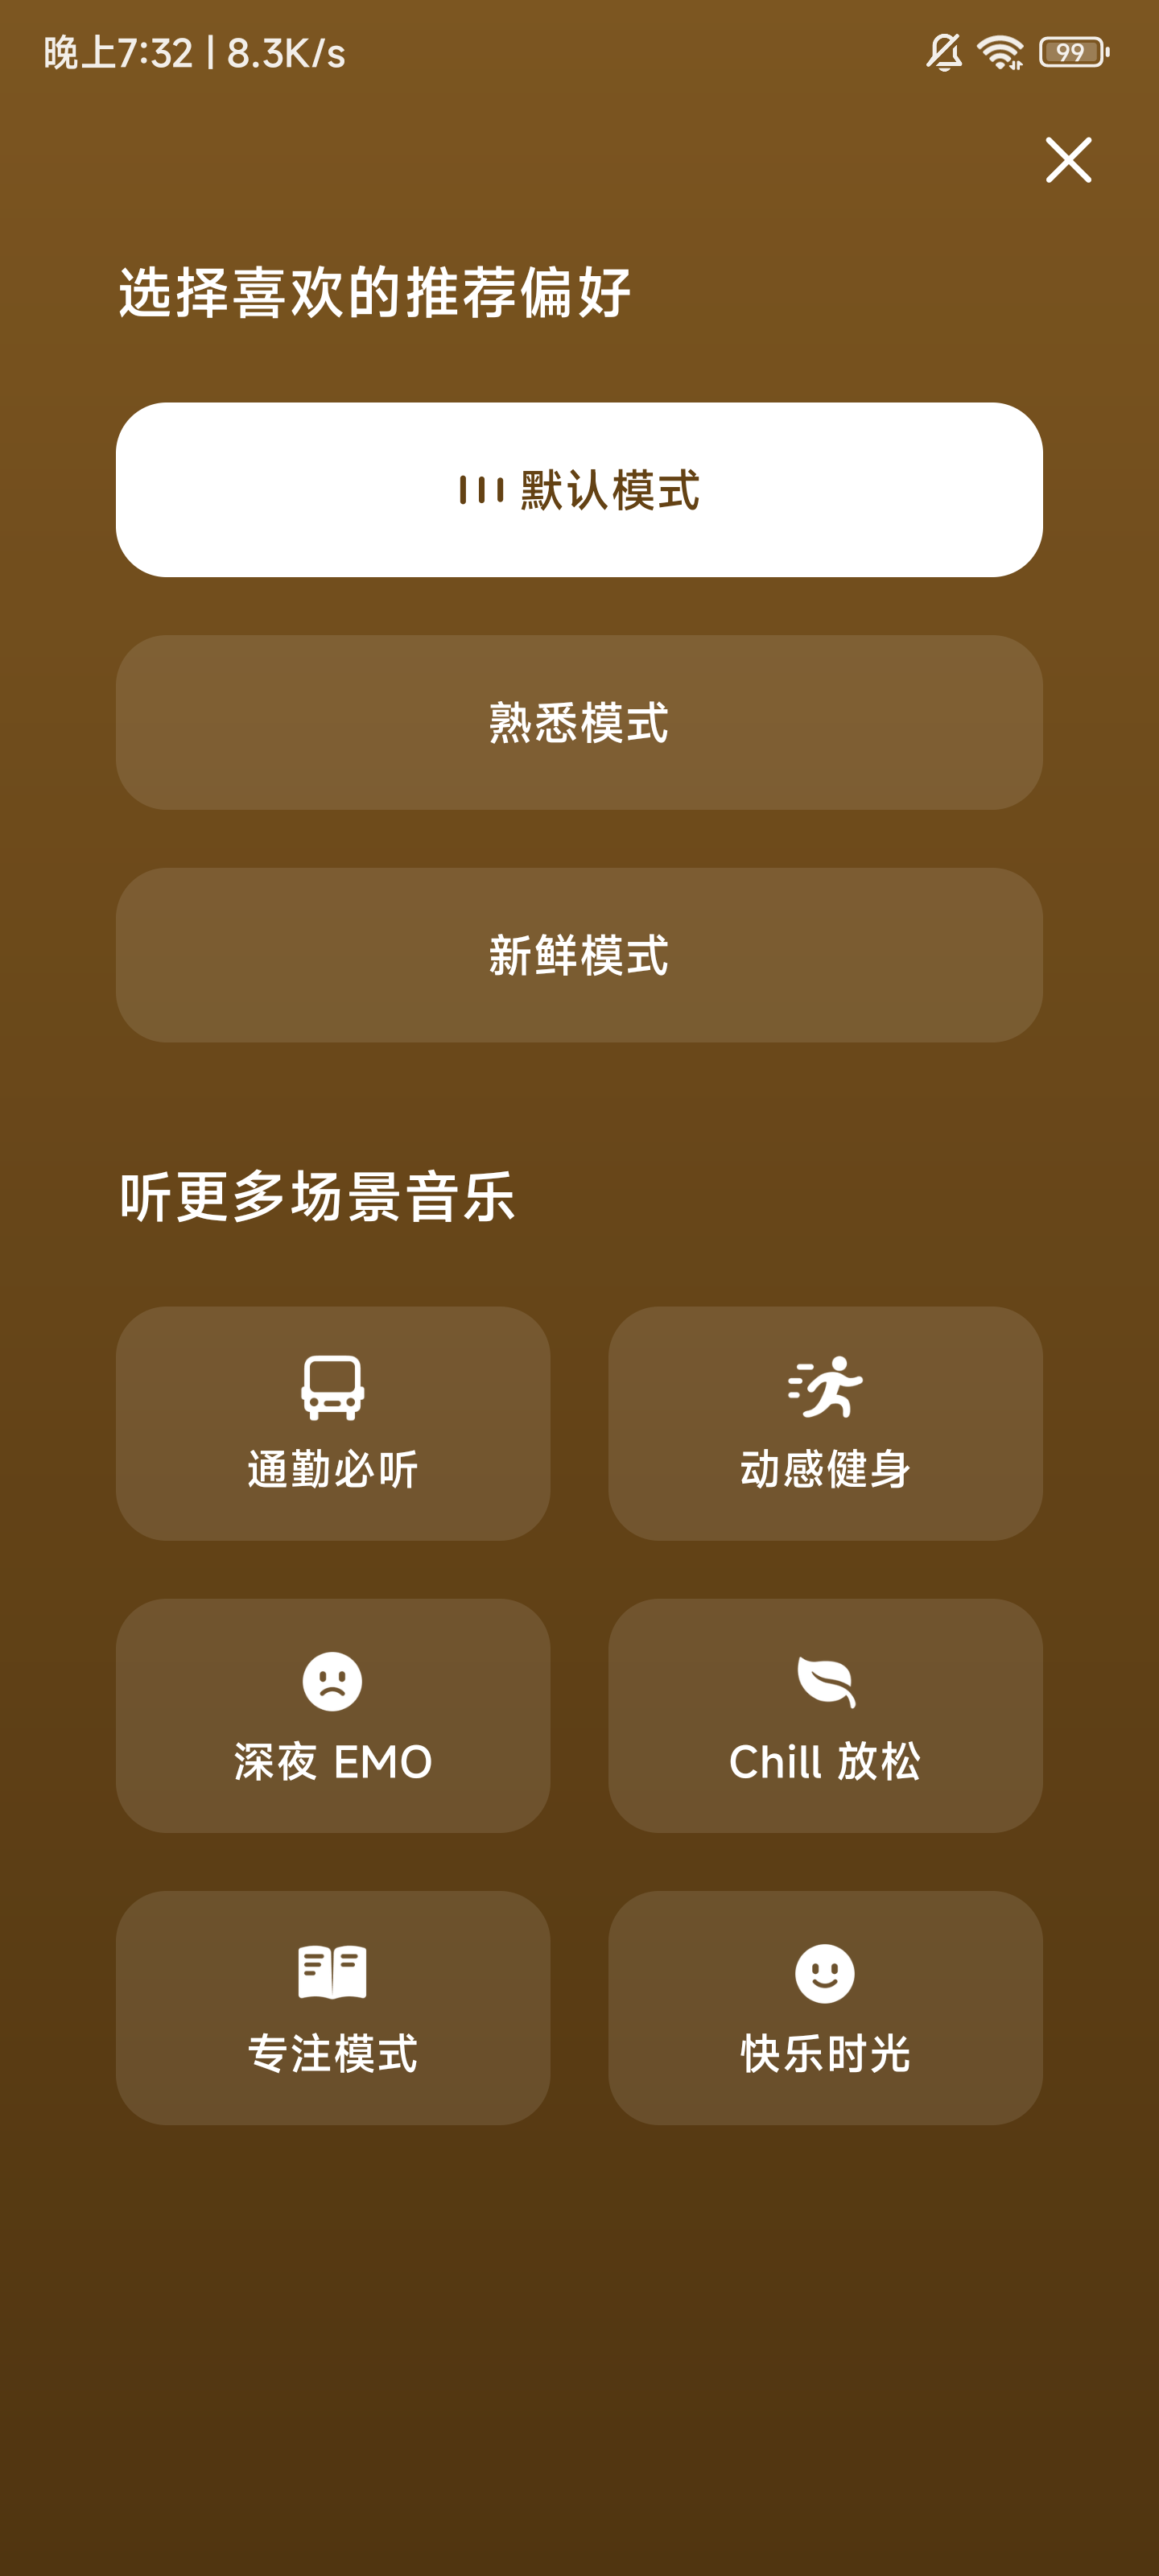 晚上7:32 | 8.3K/s
99
选择喜欢的推荐偏好
默认模式
熟悉模式
新鲜模式
听更多场景音乐
通勤必听
动感健身
深夜 EMO
Chill 放松
专注模式
快乐时光